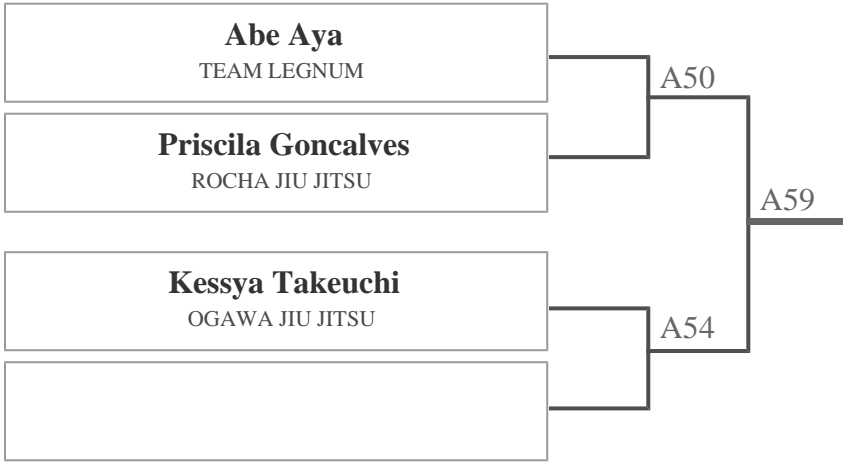 Abe Aya
TEAM LEGNUM
A50
Priscila Goncalves
ROCHA JIU JITSU
A59
Kessya Takeuchi
OGAWA JIU JITSU
A54